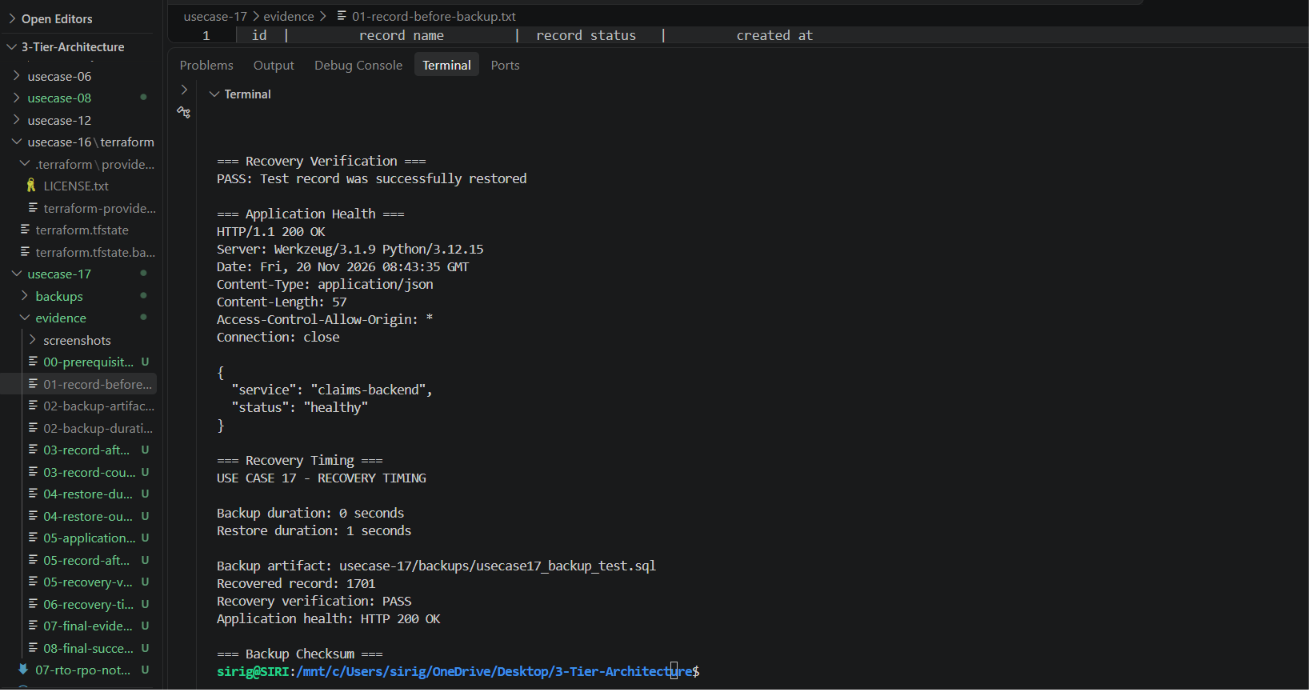 Open Editors
3-Tier-Architecture
usecase-06
usecase-08
usecase-12
usecase-16\terraform
.terraform\provide...
LICENSE.txt
terraform-provide...
terraform.tfstate
terraform.tfstate.ba...
usecase-17
backups
evidence
screenshots
00-prerequisit... U
01-record-before...
02-backup-artifac...
02-backup-durati...
03-record-aft... U
03-record-cou... U
04-restore-du... U
04-restore-ou... U
05-application... U
05-record-aft... U
05-recovery-v... U
06-recovery-ti... U
07-final-evide... U
08-final-succe... U
07-rto-rpo-not... U
usecase-17 > evidence > 01-record-before-backup.txt
1 id | record name | record status | created at
Problems Output Debug Console Terminal Ports
Terminal
=== Recovery Verification ===
PASS: Test record was successfully restored
=== Application Health ===
HTTP/1.1 200 OK
Server: Werkzeug/3.1.9 Python/3.12.15
Date: Fri, 20 Nov 2026 08:43:35 GMT
Content-Type: application/json
Content-Length: 57
Access-Control-Allow-Origin: *
Connection: close
{
"service": "claims-backend",
"status": "healthy"
}
=== Recovery Timing ===
USE CASE 17 - RECOVERY TIMING
Backup duration: 0 seconds
Restore duration: 1 seconds
Backup artifact: usecase-17/backups/usecase17_backup_test.sql
Recovered record: 1701
Recovery verification: PASS
Application health: HTTP 200 OK
=== Backup Checksum ===
sirig@SIRI:/mnt/c/Users/sirig/OneDrive/Desktop/3-Tier-Architecture$